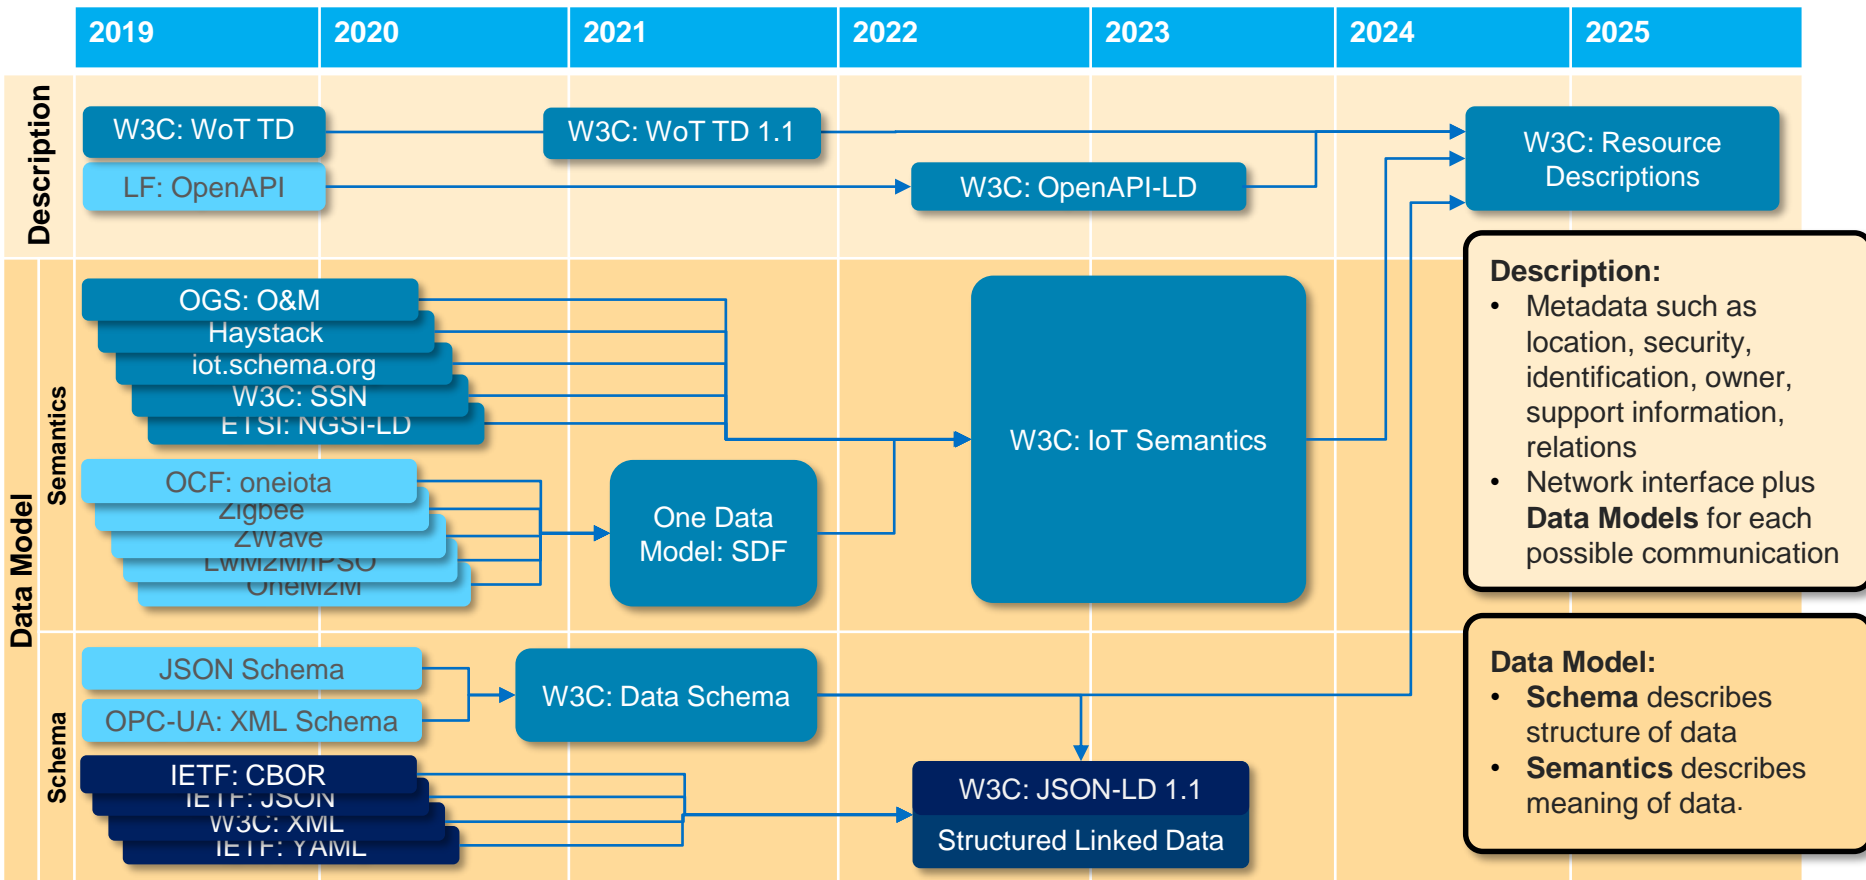 2019
2020
2021
2022
2023
2024
2025
Description
W3C: WoT TD
W3C: WoT TD 1.1
W3C: Resource
Descriptions
LF: OpenAPI
W3C: OpenAPI-LD
Data Model
Semantics
OGS: O&M
Haystack
iot.schema.org
W3C: SSN
ETSI: NGSI-LD
OCF: oneiota
Zigbee
ZWave
LwM2M/IPSO
OneM2M
One Data
Model: SDF
W3C: IoT Semantics
Schema
JSON Schema
OPC-UA: XML Schema
W3C: Data Schema
IETF: CBOR
IETF: JSON
W3C: XML
IETF: YAML
W3C: JSON-LD 1.1
Structured Linked Data
Description:
• Metadata such as
location, security,
identification, owner,
support information,
relations
• Network interface plus
Data Models for each
possible communication
Data Model:
• Schema describes
structure of data
• Semantics describes
meaning of data.